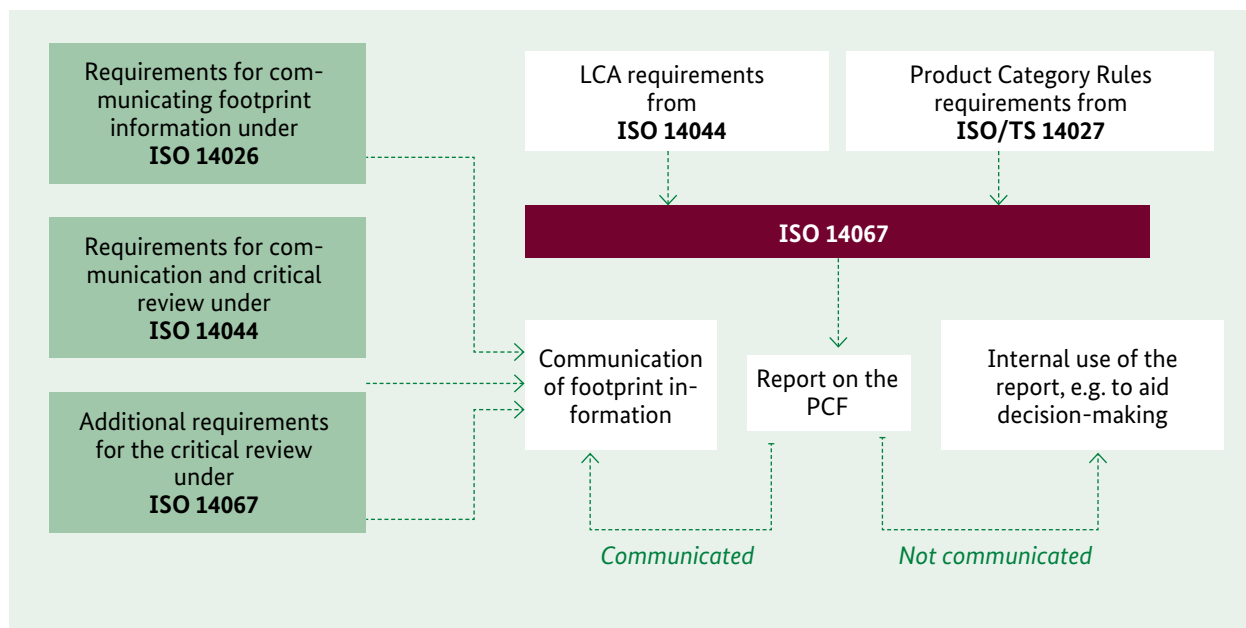 Requirements for com-
municating footprint
information under
ISO 14026
Requirements for com-
munication and critical
review under
ISO 14044
Additional requirements
for the critical review
under
ISO 14067
LCA requirements
from
ISO 14044
Product Category Rules
requirements from
ISO/TS 14027
ISO 14067
Communication
of footprint in-
formation
Report on the
PCF
Internal use of the
report, e.g. to aid
decision-making
Communicated
Not communicated